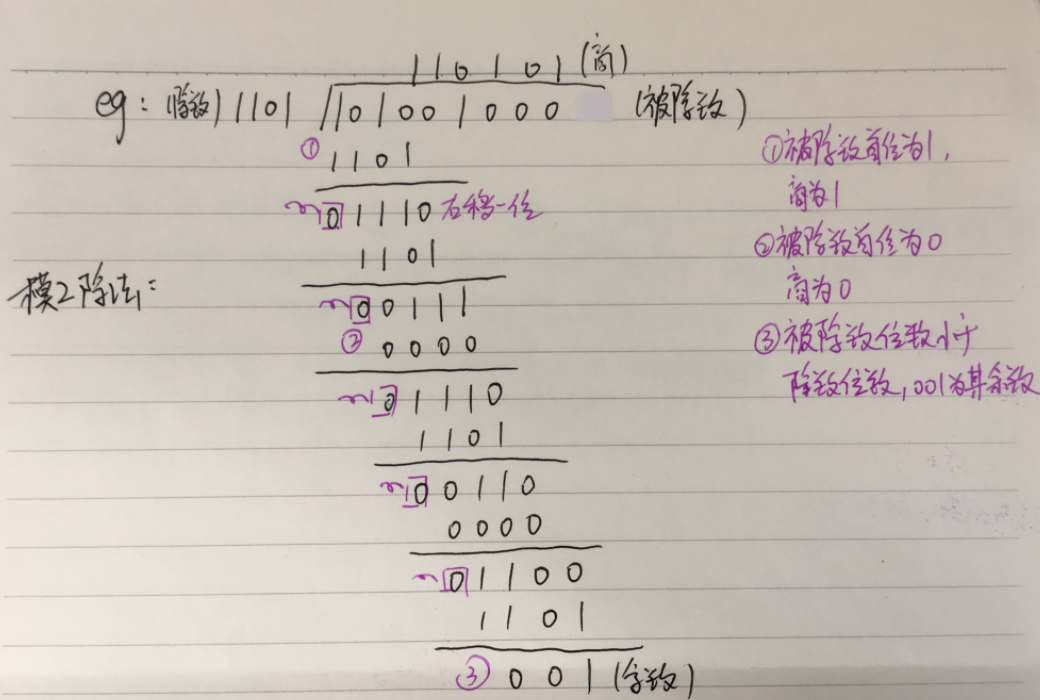 110101(商)
eg:(除数)1101 101001000 (被除数)
① 1101
01110 右移一位
1101
模2除法:
00111
② 0000
01110
1101
00110
0000
01100
1101
③ 001(余数)
①被除数首位为1,
商为1
②被除数首位为0
商为0
③被除数位数小于
除数位数,001为其余数